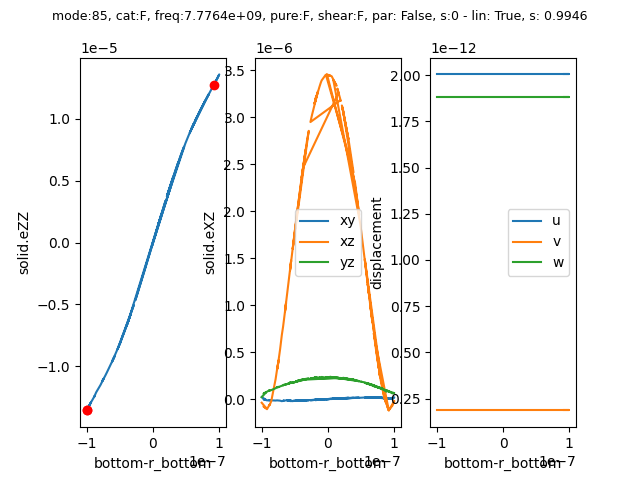 mode:85, cat:F, freq:7.7764e+09, pure:F, shear:F, par: False, s:0 - lin: True, s: 0.9946
1e−5
1.0
0.5
0.0
−0.5
−1.0
solid.eZZ
−1
0
1
bottom-r_bottom
1e−7
1e−6
3.5
3.0
2.5
2.0
1.5
1.0
0.5
0.0
solid.eXZ
xy
xz
yz
−1
0
1
bottom-r_bottom
1e−7
1e−12
2.00
1.75
1.50
1.25
1.00
0.75
0.50
0.25
displacement
u
v
w
−1
0
1
bottom-r_bottom
1e−7